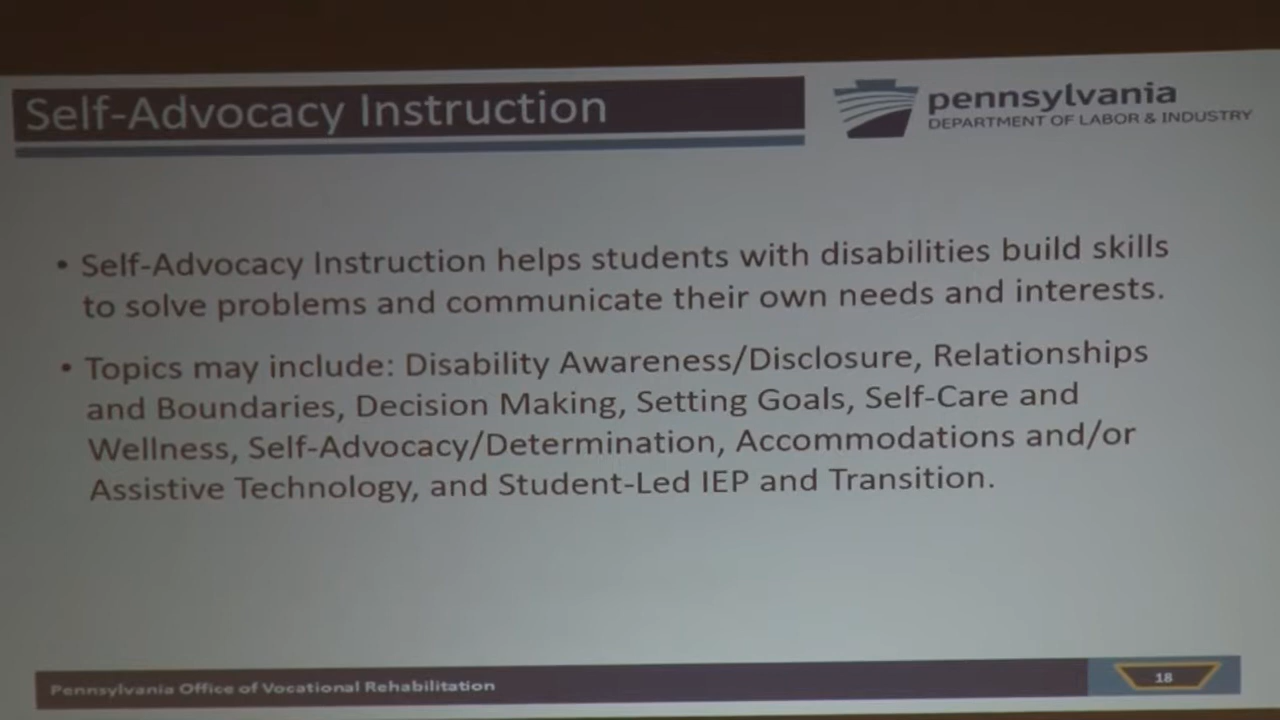 Self-Advocacy Instruction
pennsylvania
DEPARTMENT OF LABOR & INDUSTRY
• Self-Advocacy Instruction helps students with disabilities build skills
to solve problems and communicate their own needs and interests.
• Topics may include: Disability Awareness/Disclosure, Relationships
and Boundaries, Decision Making, Setting Goals, Self-Care and
Wellness, Self-Advocacy/Determination, Accommodations and/or
Assistive Technology, and Student-Led IEP and Transition.
Pennsylvania Office of Vocational Rehabilitation
18